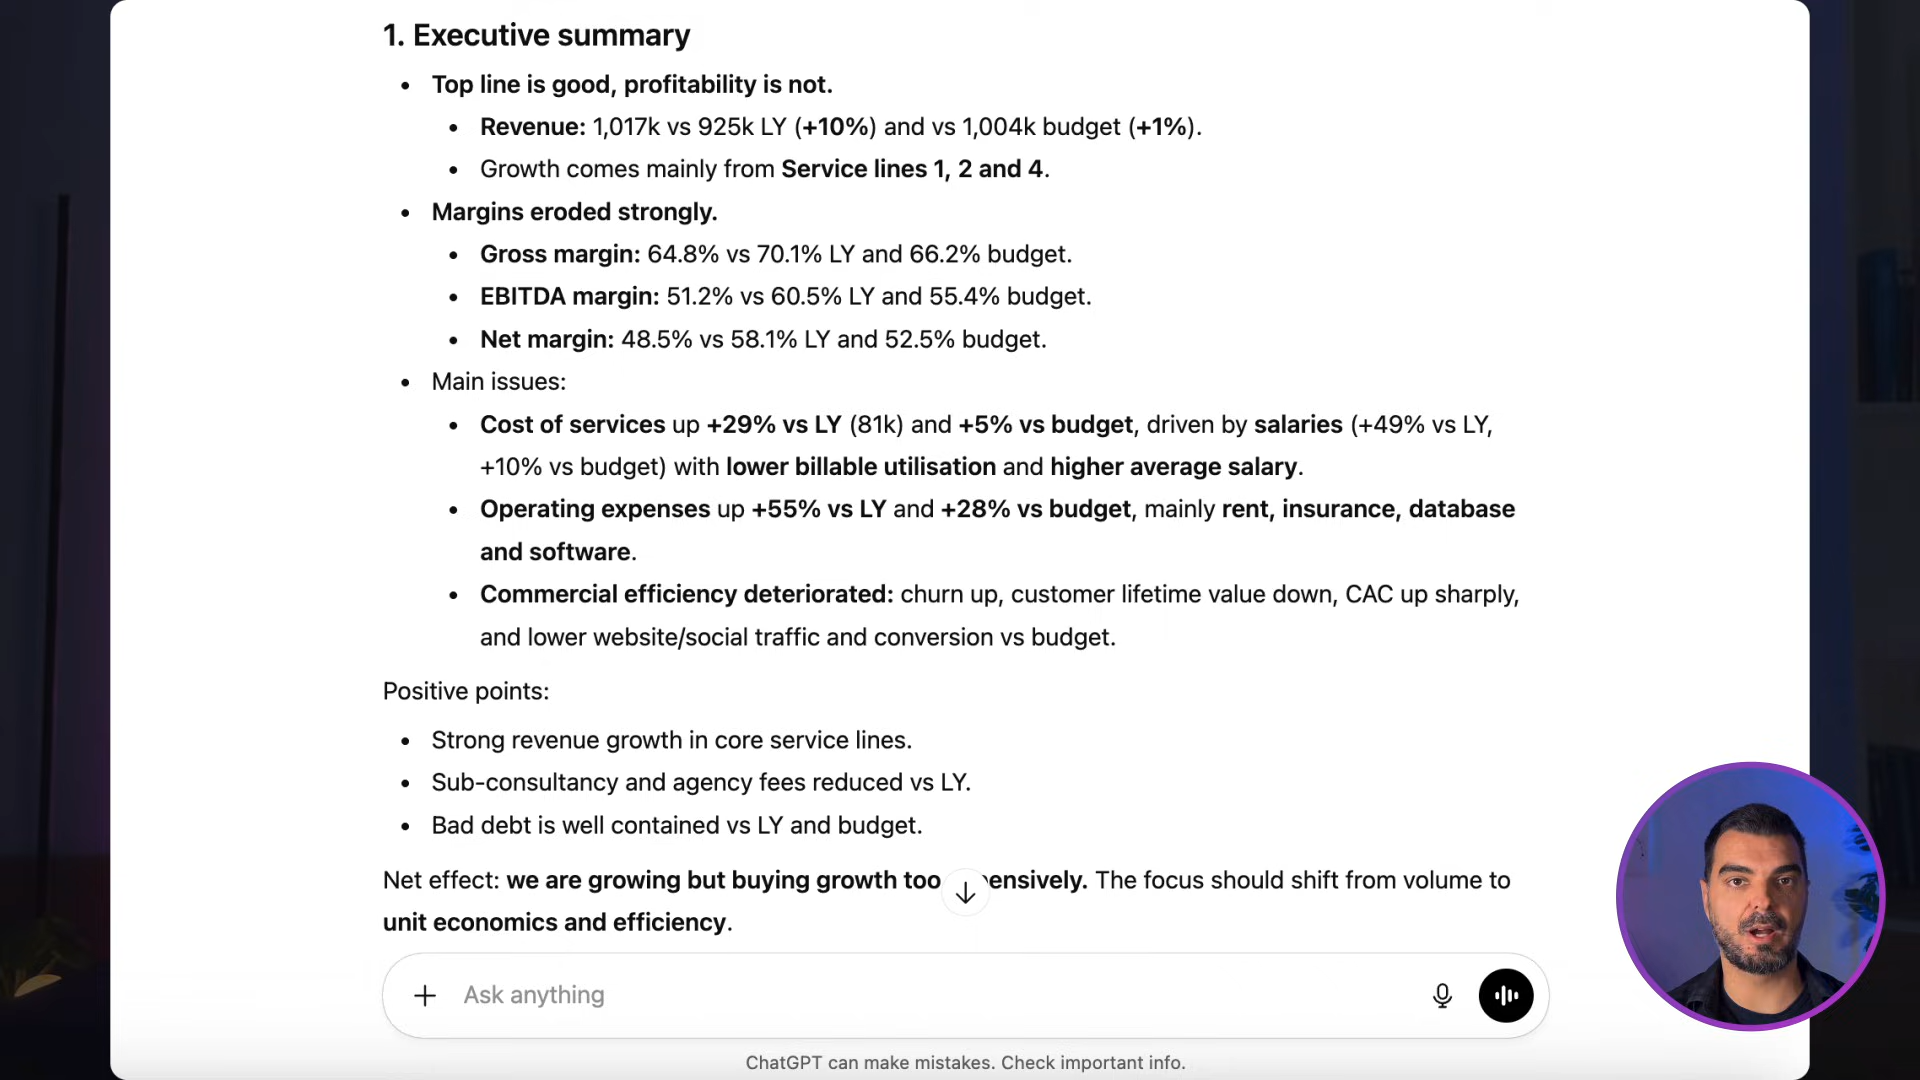 1. Executive summary
• Top line is good, profitability is not.
• Revenue: 1,017k vs 925k LY (+10%) and vs 1,004k budget (+1%).
• Growth comes mainly from Service lines 1, 2 and 4.
• Margins eroded strongly.
• Gross margin: 64.8% vs 70.1% LY and 66.2% budget.
• EBITDA margin: 51.2% vs 60.5% LY and 55.4% budget.
• Net margin: 48.5% vs 58.1% LY and 52.5% budget.
• Main issues:
• Cost of services up +29% vs LY (81k) and +5% vs budget, driven by salaries (+49% vs LY,
+10% vs budget) with lower billable utilisation and higher average salary.
• Operating expenses up +55% vs LY and +28% vs budget, mainly rent, insurance, database
and software.
• Commercial efficiency deteriorated: churn up, customer lifetime value down, CAC up sharply,
and lower website/social traffic and conversion vs budget.
Positive points:
• Strong revenue growth in core service lines.
• Sub-consultancy and agency fees reduced vs LY.
• Bad debt is well contained vs LY and budget.
Net effect: we are growing but buying growth too ensively. The focus should shift from volume to
unit economics and efficiency.
Ask anything
ChatGPT can make mistakes. Check important info.